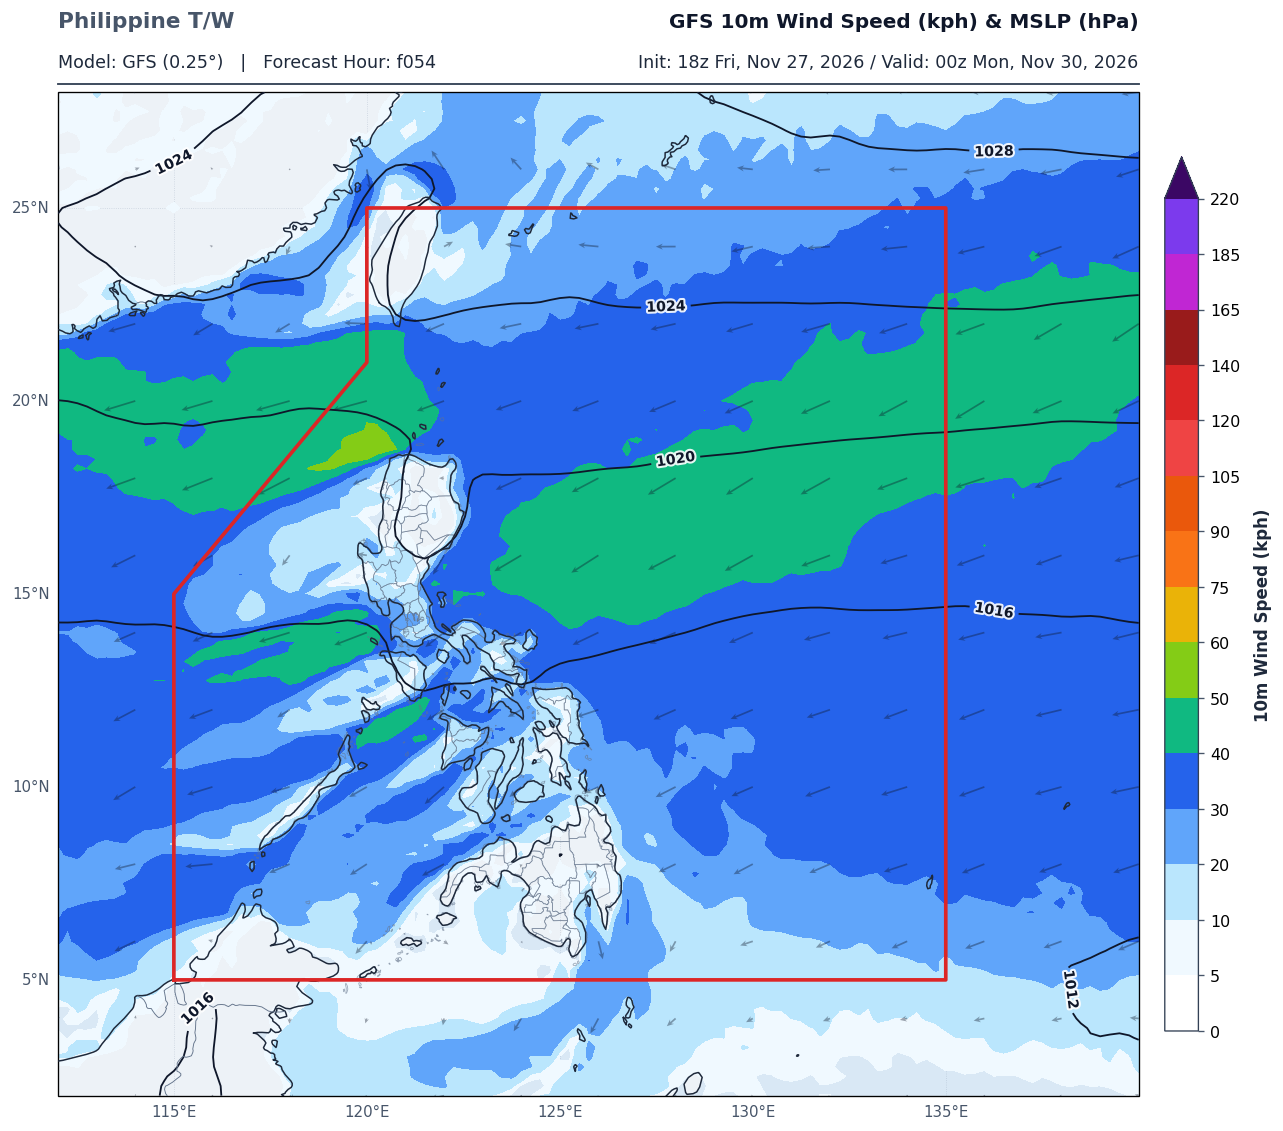 Philippine T/W
GFS 10m Wind Speed (kph) & MSLP (hPa)
Model: GFS (0.25°)   |   Forecast Hour: f054
Init: 18z Fri, Nov 27, 2026 / Valid: 00z Mon, Nov 30, 2026
1024
1028
1024
1020
1016
1016
1012
25°N
20°N
15°N
10°N
5°N
115°E
120°E
125°E
130°E
135°E
220
185
165
140
120
105
90
75
60
50
40
30
20
10
5
0
10m Wind Speed (kph)